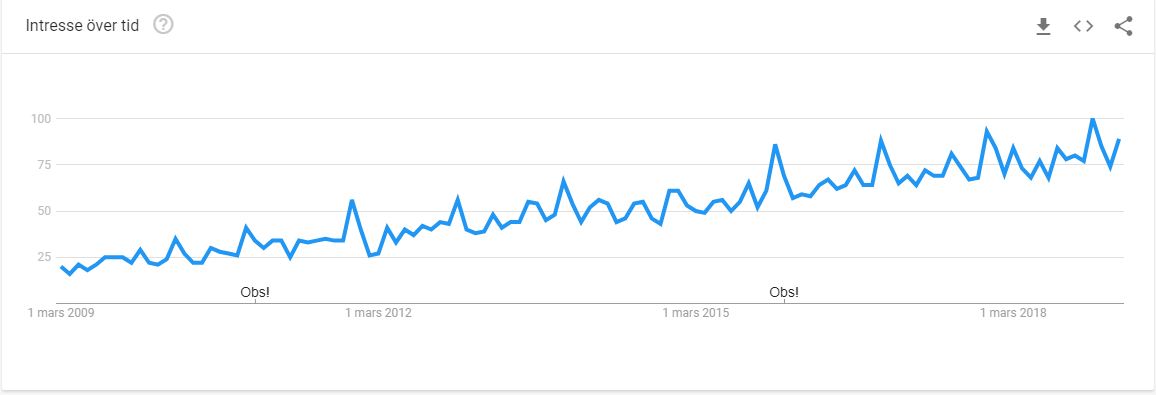 Intresse över tid ?
100
75
50
25
Obs! Obs!
1 mars 2009 1 mars 2012 1 mars 2015 1 mars 2018